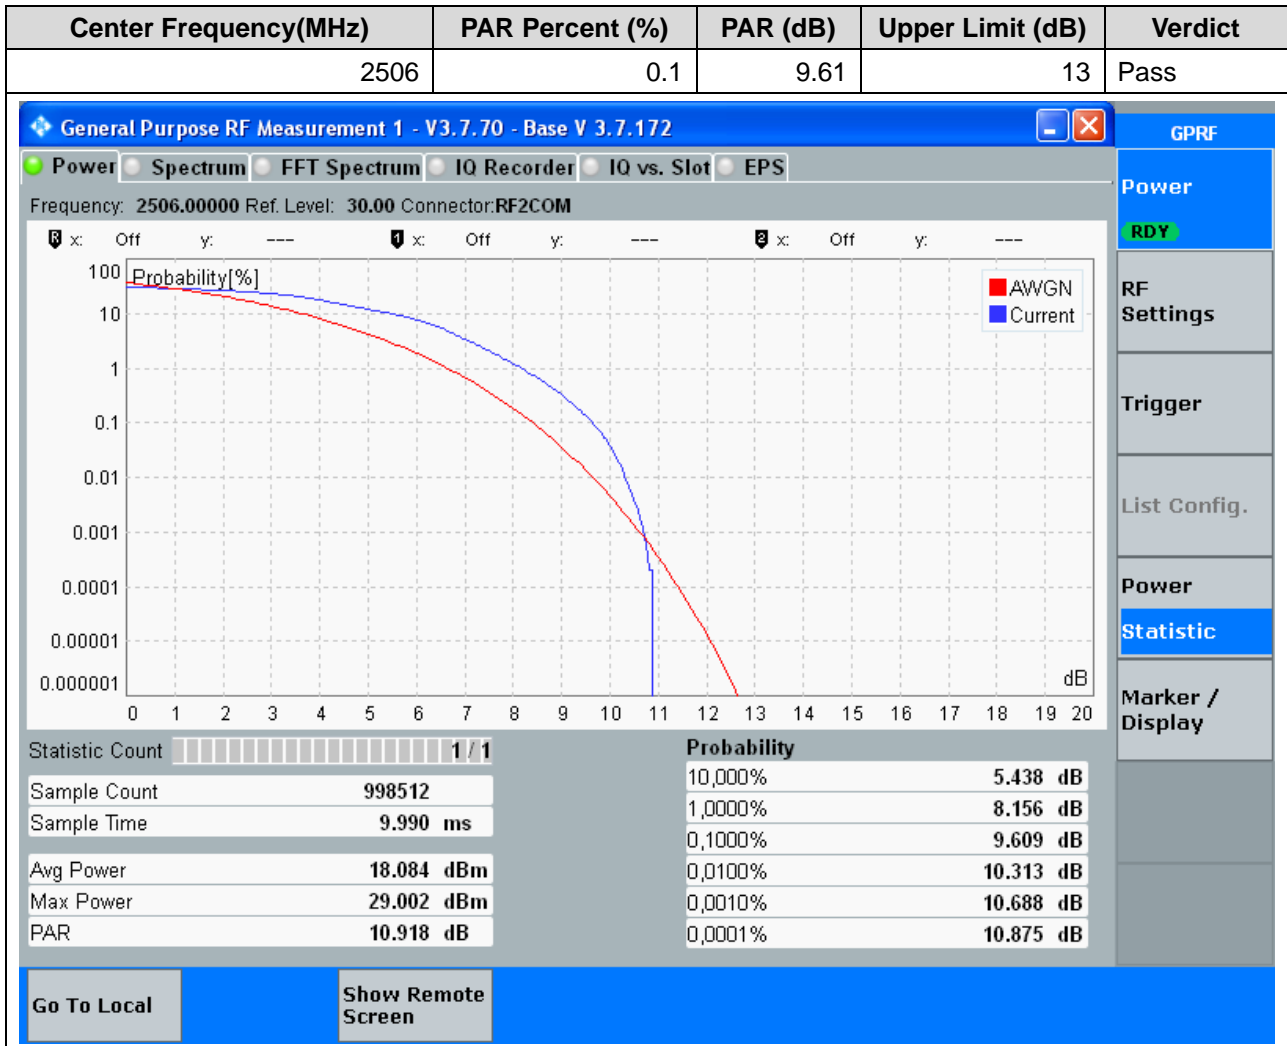 Center Frequency(MHz) PAR Percent (%) PAR (dB) Upper Limit (dB) Verdict
2506 0.1 9.61 13 Pass
General Purpose RF Measurement 1 - V3.7.70 - Base V 3.7.172
GPRF
Power Spectrum FFT Spectrum IQ Recorder IQ vs. Slot EPS
Power
RDY
Frequency: 2506.00000 Ref. Level: 30.00 Connector:RF2COM
R x: Off y: --- 1 x: Off y: --- 2 x: Off y: ---
Probability[%]
AWGN
Current
100
10
1
0.1
0.01
0.001
0.0001
0.00001
0.000001
dB
0 1 2 3 4 5 6 7 8 9 10 11 12 13 14 15 16 17 18 19 20
RF
Settings
Trigger
List Config.
Power
Statistic
Marker /
Display
Statistic Count 1 / 1
Sample Count 998512
Sample Time 9.990 ms
Avg Power 18.084 dBm
Max Power 29.002 dBm
PAR 10.918 dB
Probability
10,000% 5.438 dB
1,0000% 8.156 dB
0,1000% 9.609 dB
0,0100% 10.313 dB
0,0010% 10.688 dB
0,0001% 10.875 dB
Go To Local
Show Remote
Screen